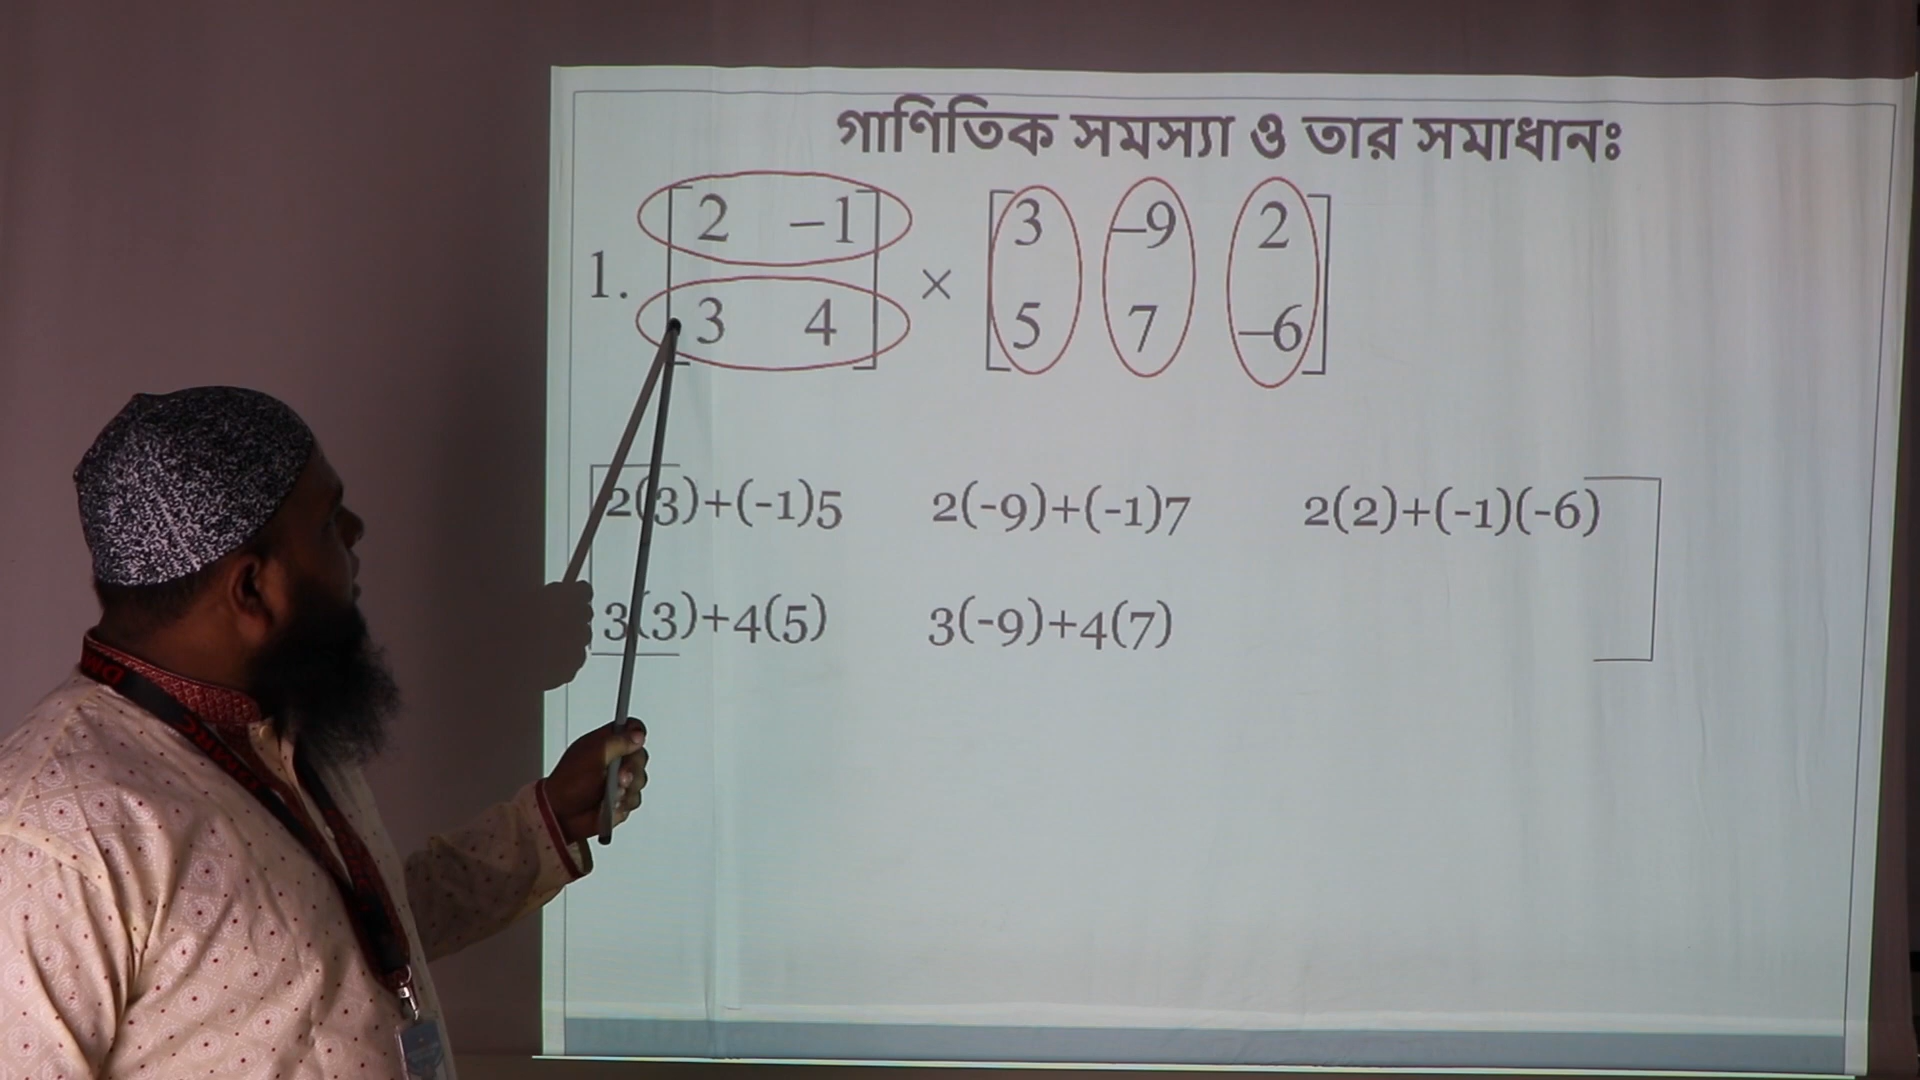 গাণিতিক সমস্যা ও তার সমাধানঃ
1. [2 −1] × [3 −9 2]
[3 4] [5 7 −6]
2(3)+(-1)5 2(-9)+(-1)7 2(2)+(-1)(-6)
3(3)+4(5) 3(-9)+4(7)